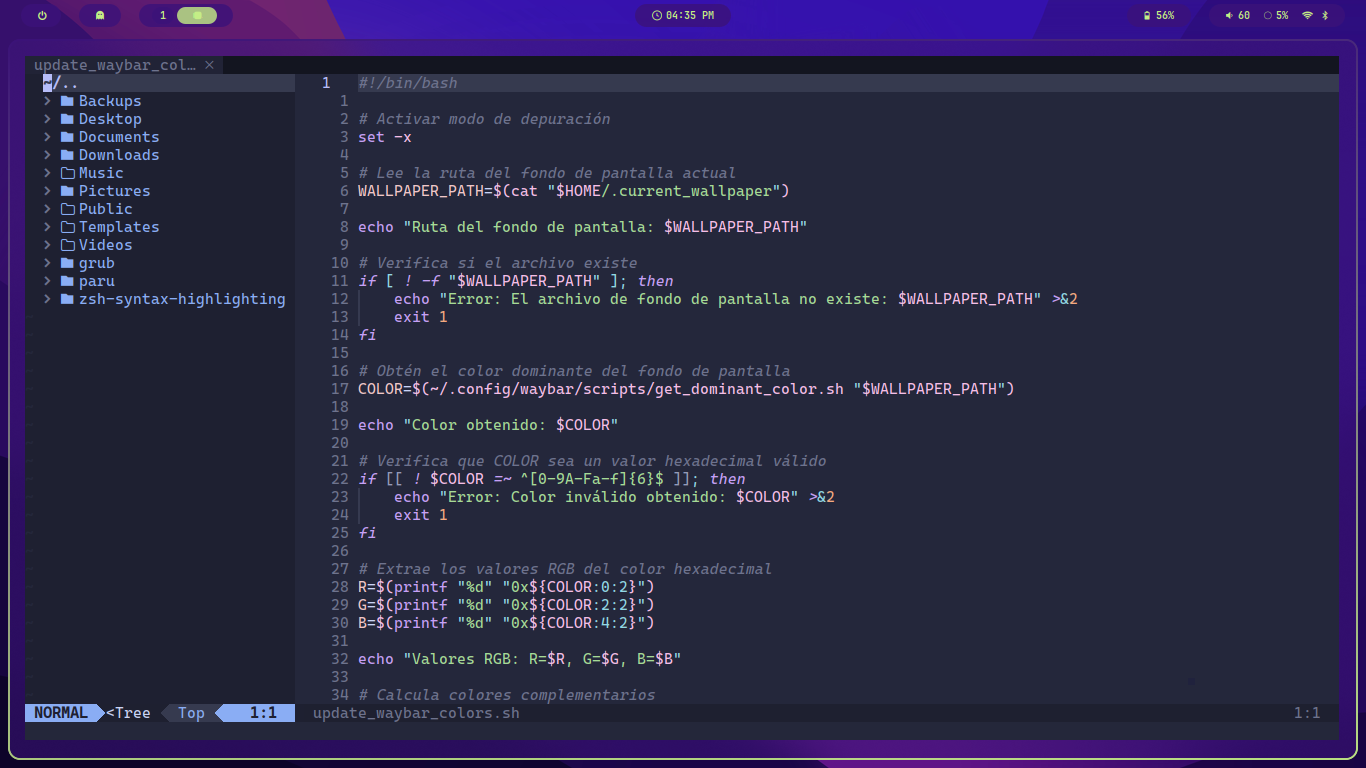 1
04:35 PM
56%
60
5%
update_waybar_col… ×
~/..
Backups
Desktop
Documents
Downloads
Music
Pictures
Public
Templates
Videos
grub
paru
zsh-syntax-highlighting
1 #!/bin/bash
1
2 # Activar modo de depuración
3 set -x
4
5 # Lee la ruta del fondo de pantalla actual
6 WALLPAPER_PATH=$(cat "$HOME/.current_wallpaper")
7
8 echo "Ruta del fondo de pantalla: $WALLPAPER_PATH"
9
10 # Verifica si el archivo existe
11 if [ ! -f "$WALLPAPER_PATH" ]; then
12 echo "Error: El archivo de fondo de pantalla no existe: $WALLPAPER_PATH" >&2
13 exit 1
14 fi
15
16 # Obtén el color dominante del fondo de pantalla
17 COLOR=$(~/.config/waybar/scripts/get_dominant_color.sh "$WALLPAPER_PATH")
18
19 echo "Color obtenido: $COLOR"
20
21 # Verifica que COLOR sea un valor hexadecimal válido
22 if [[ ! $COLOR =~ ^[0-9A-Fa-f]{6}$ ]]; then
23 echo "Error: Color inválido obtenido: $COLOR" >&2
24 exit 1
25 fi
26
27 # Extrae los valores RGB del color hexadecimal
28 R=$(printf "%d" "0x${COLOR:0:2}")
29 G=$(printf "%d" "0x${COLOR:2:2}")
30 B=$(printf "%d" "0x${COLOR:4:2}")
31
32 echo "Valores RGB: R=$R, G=$G, B=$B"
33
34 # Calcula colores complementarios
NORMAL <Tree Top 1:1
update_waybar_colors.sh 1:1